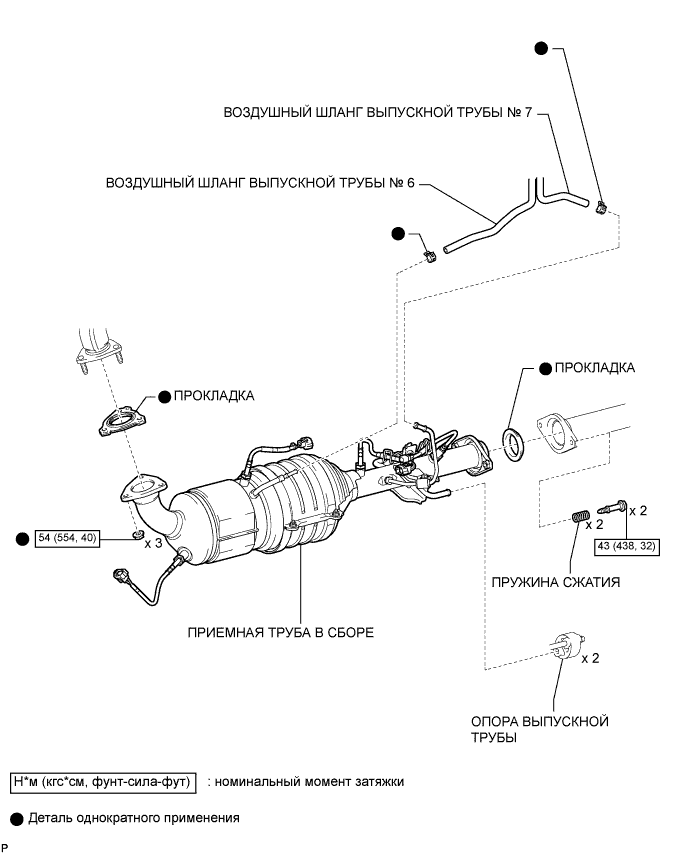 ВОЗДУШНЫЙ ШЛАНГ ВЫПУСКНОЙ ТРУБЫ № 7
ВОЗДУШНЫЙ ШЛАНГ ВЫПУСКНОЙ ТРУБЫ № 6
ПРОКЛАДКА
ПРОКЛАДКА
x 2
x 2
54 (554, 40)
x 3
43 (438, 32)
ПРУЖИНА СЖАТИЯ
ПРИЕМНАЯ ТРУБА В СБОРЕ
x 2
ОПОРА ВЫПУСКНОЙ
ТРУБЫ
Н*м (кгс*см, фунт-сила-фут) : номинальный момент затяжки
Деталь однократного применения
P